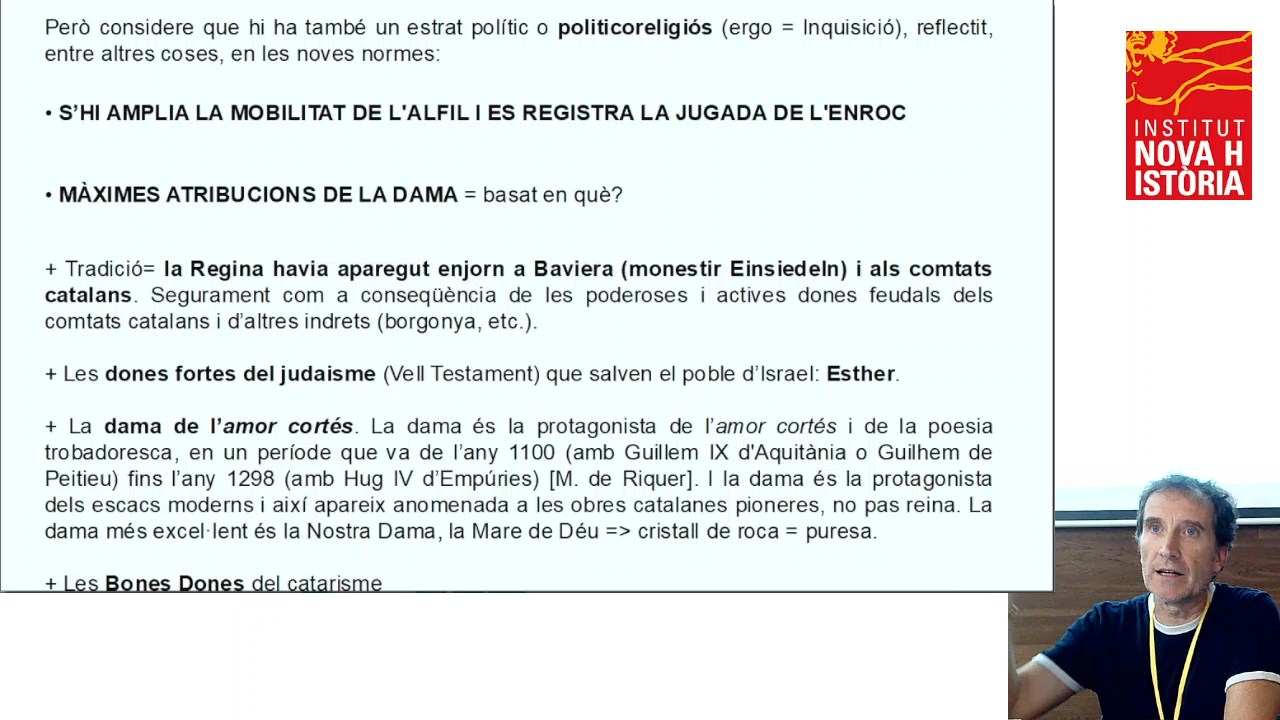 Però considere que hi ha també un estrat polític o politicoreligiós (ergo = Inquisició), reflectit,
entre altres coses, en les noves normes:
• S’HI AMPLIA LA MOBILITAT DE L'ALFIL I ES REGISTRA LA JUGADA DE L'ENROC
• MÀXIMES ATRIBUCIONS DE LA DAMA = basat en què?
+ Tradició= la Regina havia aparegut enjorn a Baviera (monestir Einsiedeln) i als comtats
catalans. Segurament com a conseqüència de les poderoses i actives dones feudals dels
comtats catalans i d’altres indrets (borgonya, etc.).
+ Les dones fortes del judaisme (Vell Testament) que salven el poble d’Israel: Esther.
+ La dama de l’amor cortés. La dama és la protagonista de l’amor cortés i de la poesia
trobadoresca, en un període que va de l’any 1100 (amb Guillem IX d'Aquitània o Guilhem de
Peitieu) fins l’any 1298 (amb Hug IV d’Empúries) [M. de Riquer]. I la dama és la protagonista
dels escacs moderns i així apareix anomenada a les obres catalanes pioneres, no pas reina. La
dama més excel·lent és la Nostra Dama, la Mare de Déu => cristall de roca = puresa.
+ Les Bones Dones del catarisme
INSTITUT
NOVA H
ISTÒRIA